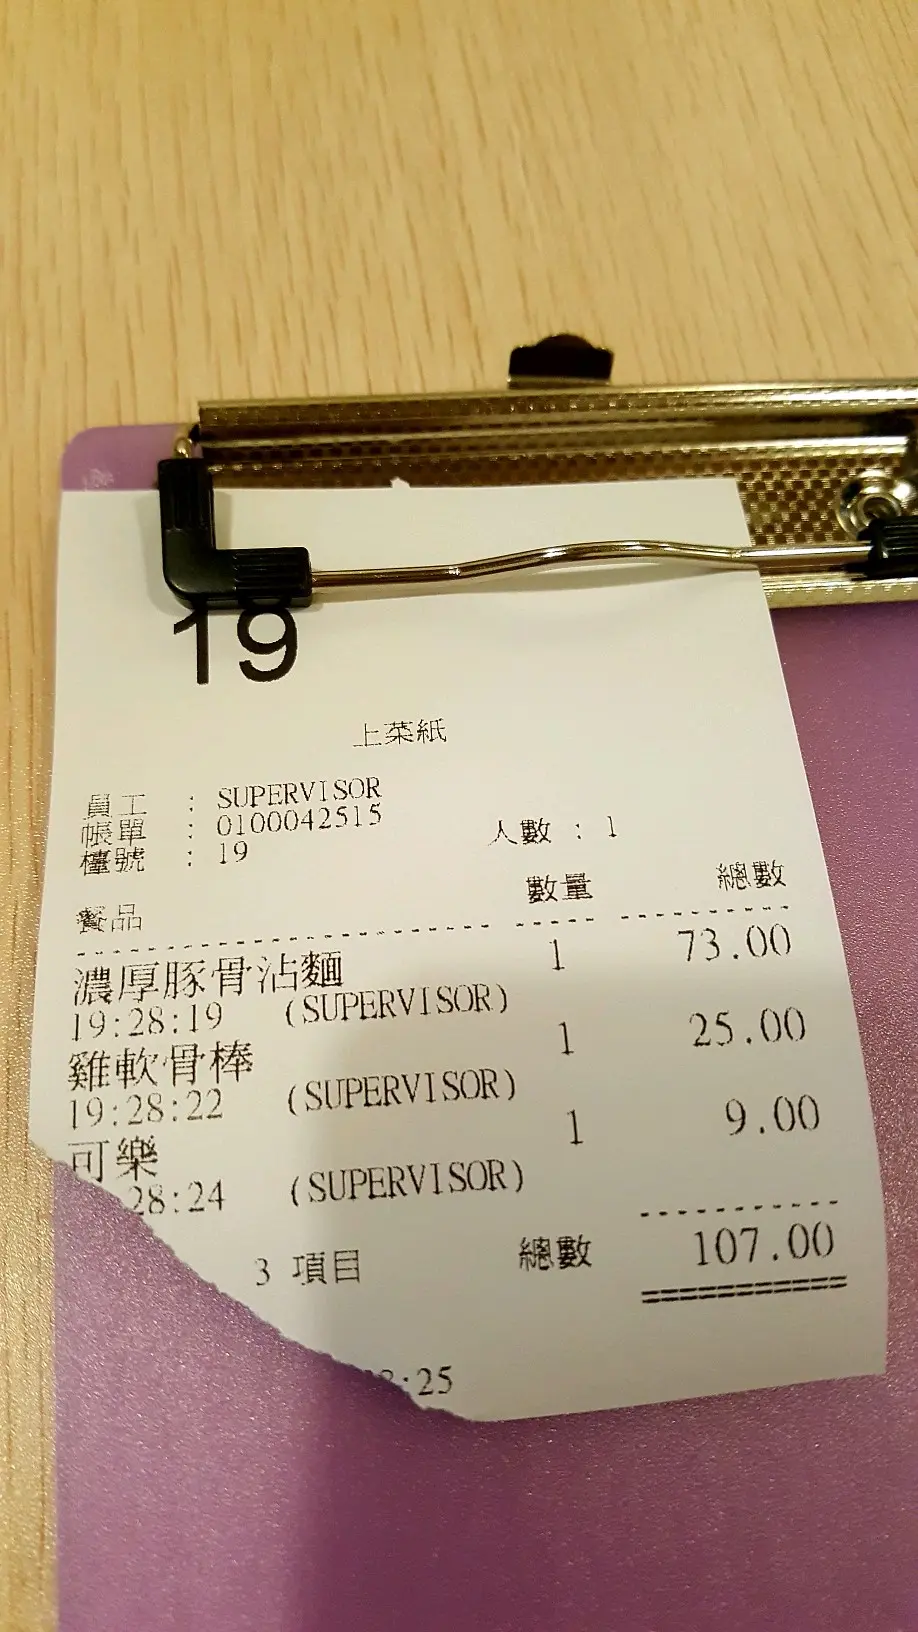 19
上菜紙
員工 : SUPERVISOR
帳單 : 0100042515
檯號 : 19 人數 : 1
餐品 數量 總數
濃厚豚骨沾麵 1 73.00
19:28:19 (SUPERVISOR)
雞軟骨棒 1 25.00
19:28:22 (SUPERVISOR)
可樂 1 9.00
28:24 (SUPERVISOR)
3 項目 總數 107.00
:25